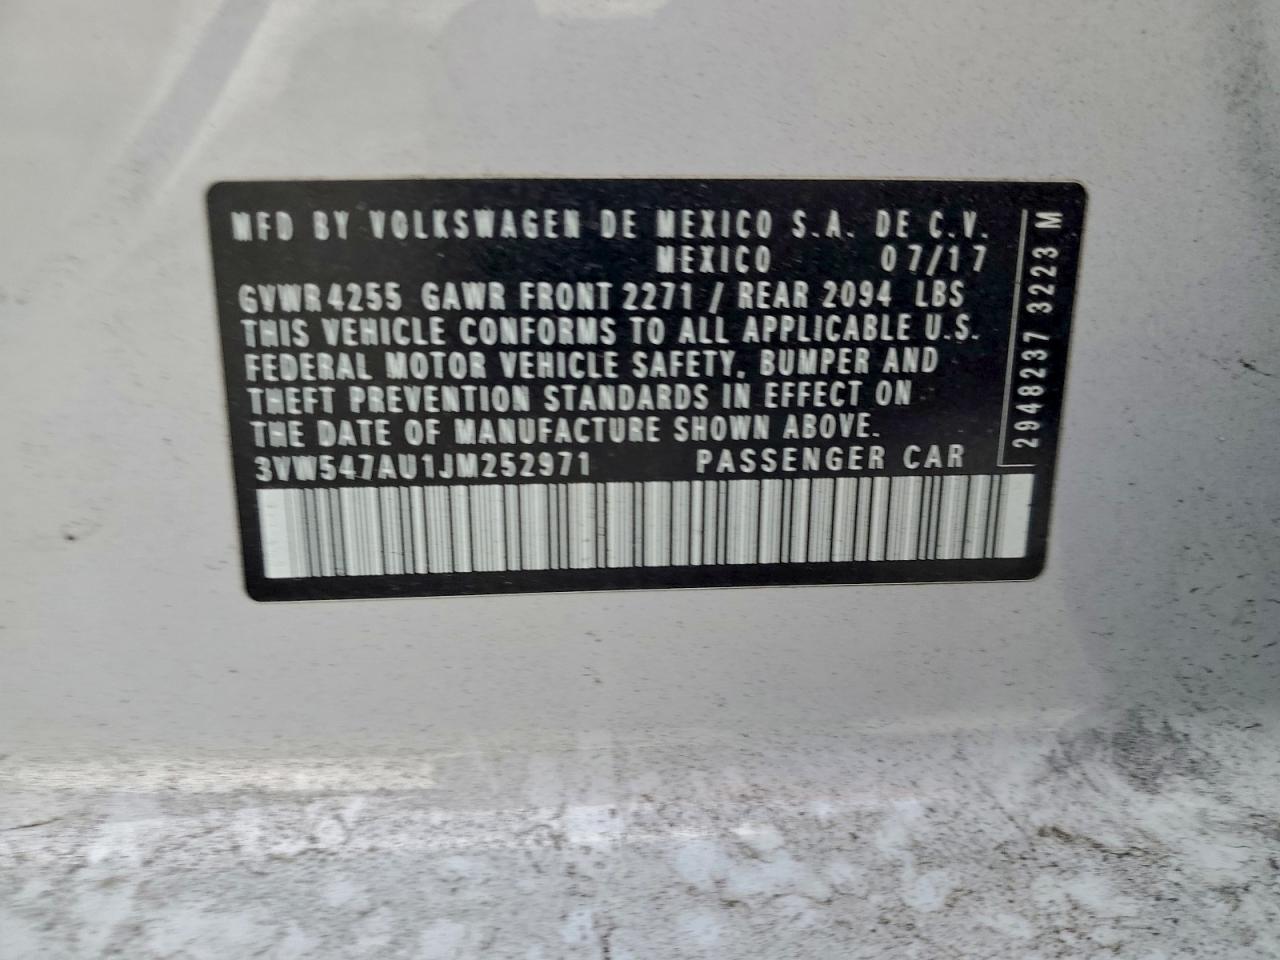 MFD BY VOLKSWAGEN DE MEXICO S.A. DE C.V.
MEXICO 07/17
GVWR 4255 GAWR FRONT 2271 / REAR 2094 LBS
THIS VEHICLE CONFORMS TO ALL APPLICABLE U.S.
FEDERAL MOTOR VEHICLE SAFETY, BUMPER AND
THEFT PREVENTION STANDARDS IN EFFECT ON
THE DATE OF MANUFACTURE SHOWN ABOVE.
3VW547AU1JM252971 PASSENGER CAR
2948237 3223 M